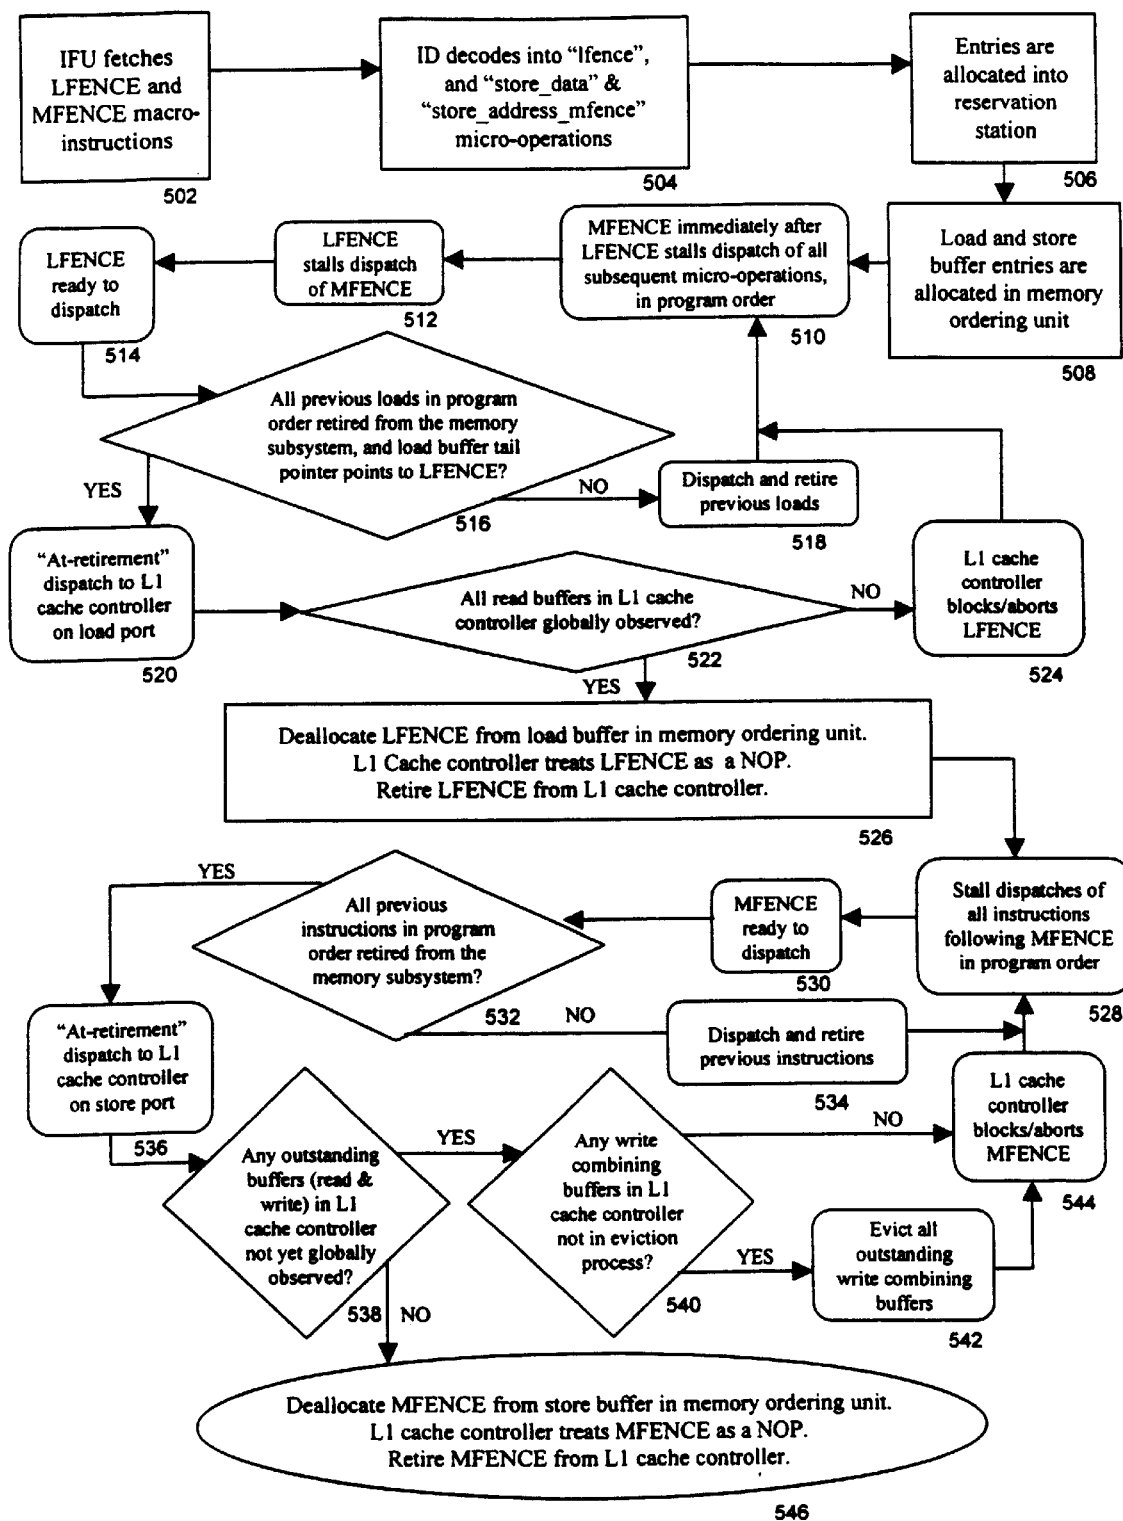 IFU fetches
LFENCE and
MFENCE macro-
instructions
502
ID decodes into “lfence”,
and “store_data” &
“store_address_mfence”
micro-operations
504
Entries are
allocated into
reservation
station
506
Load and store
buffer entries are
allocated in memory
ordering unit
508
MFENCE immediately after
LFENCE stalls dispatch of all
subsequent micro-operations,
in program order
510
LFENCE
stalls dispatch
of MFENCE
512
LFENCE
ready to
dispatch
514
All previous loads in program
order retired from the memory
subsystem, and load buffer tail
pointer points to LFENCE?
516
YES
NO
Dispatch and retire
previous loads
518
“At-retirement”
dispatch to L1
cache controller
on load port
520
All read buffers in L1 cache
controller globally observed?
522
NO
L1 cache
controller
blocks/aborts
LFENCE
524
YES
Deallocate LFENCE from load buffer in memory ordering unit.
L1 Cache controller treats LFENCE as a NOP.
Retire LFENCE from L1 cache controller.
526
Stall dispatches of
all instructions
following MFENCE
in program order
528
MFENCE
ready to
dispatch
530
All previous
instructions in program
order retired from the
memory subsystem?
532
YES
NO
Dispatch and retire
previous instructions
534
“At-retirement”
dispatch to L1
cache controller
on store port
536
Any outstanding
buffers (read &
write) in L1
cache controller
not yet globally
observed?
538
YES
NO
Any write
combining
buffers in L1
cache controller
not in eviction
process?
540
NO
YES
Evict all
outstanding
write combining
buffers
542
L1 cache
controller
blocks/aborts
MFENCE
544
Deallocate MFENCE from store buffer in memory ordering unit.
L1 cache controller treats MFENCE as a NOP.
Retire MFENCE from L1 cache controller.
546